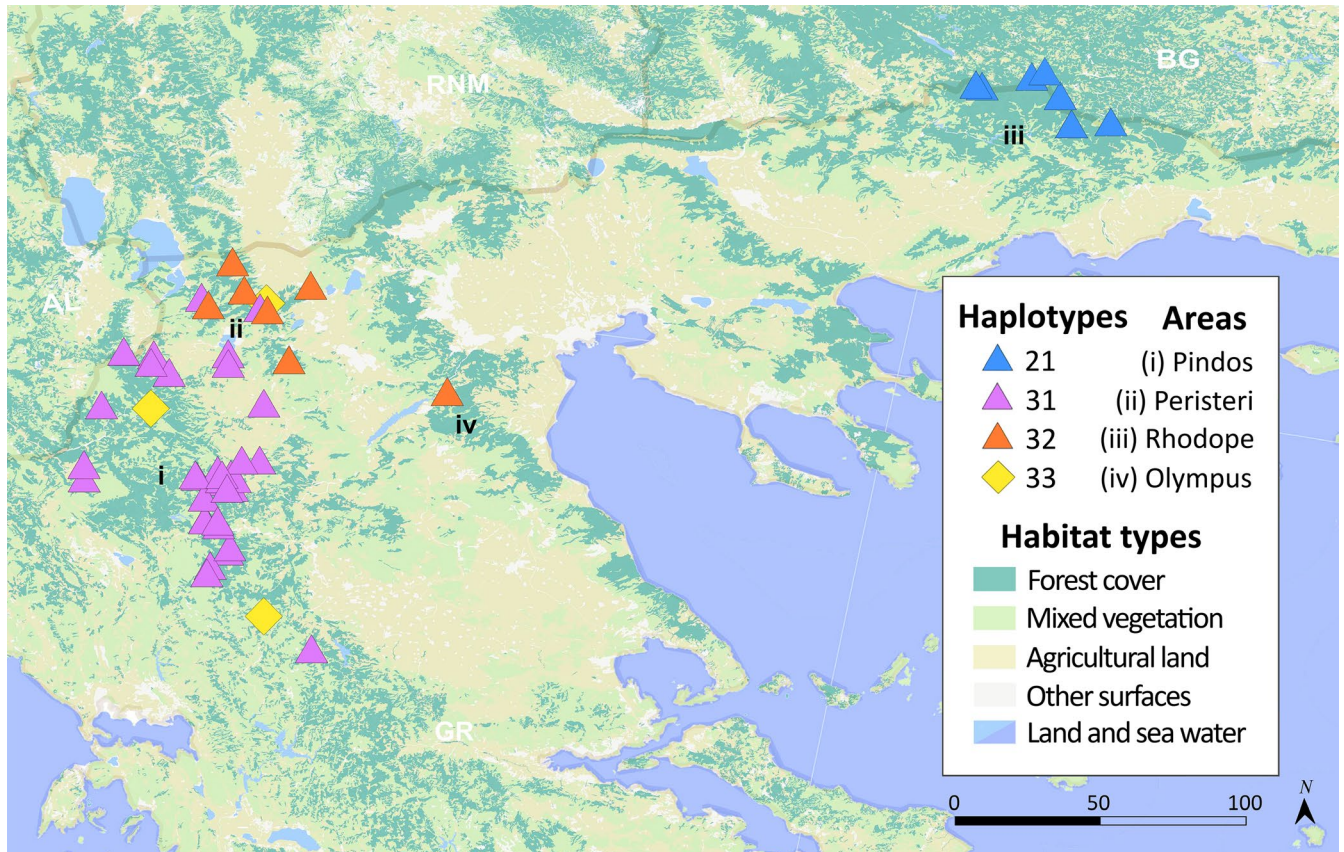 BG
RNM
iii
AL
ii
iv
i
GR
Haplotypes Areas
21 (i) Pindos
31 (ii) Peristeri
32 (iii) Rhodope
33 (iv) Olympus
Habitat types
Forest cover
Mixed vegetation
Agricultural land
Other surfaces
Land and sea water
N
0 50 100